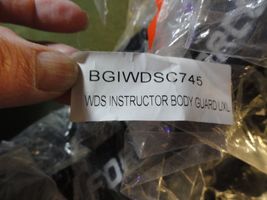 BGIWDSC745
WDS INSTRUCTOR BODY GUARD L/XL